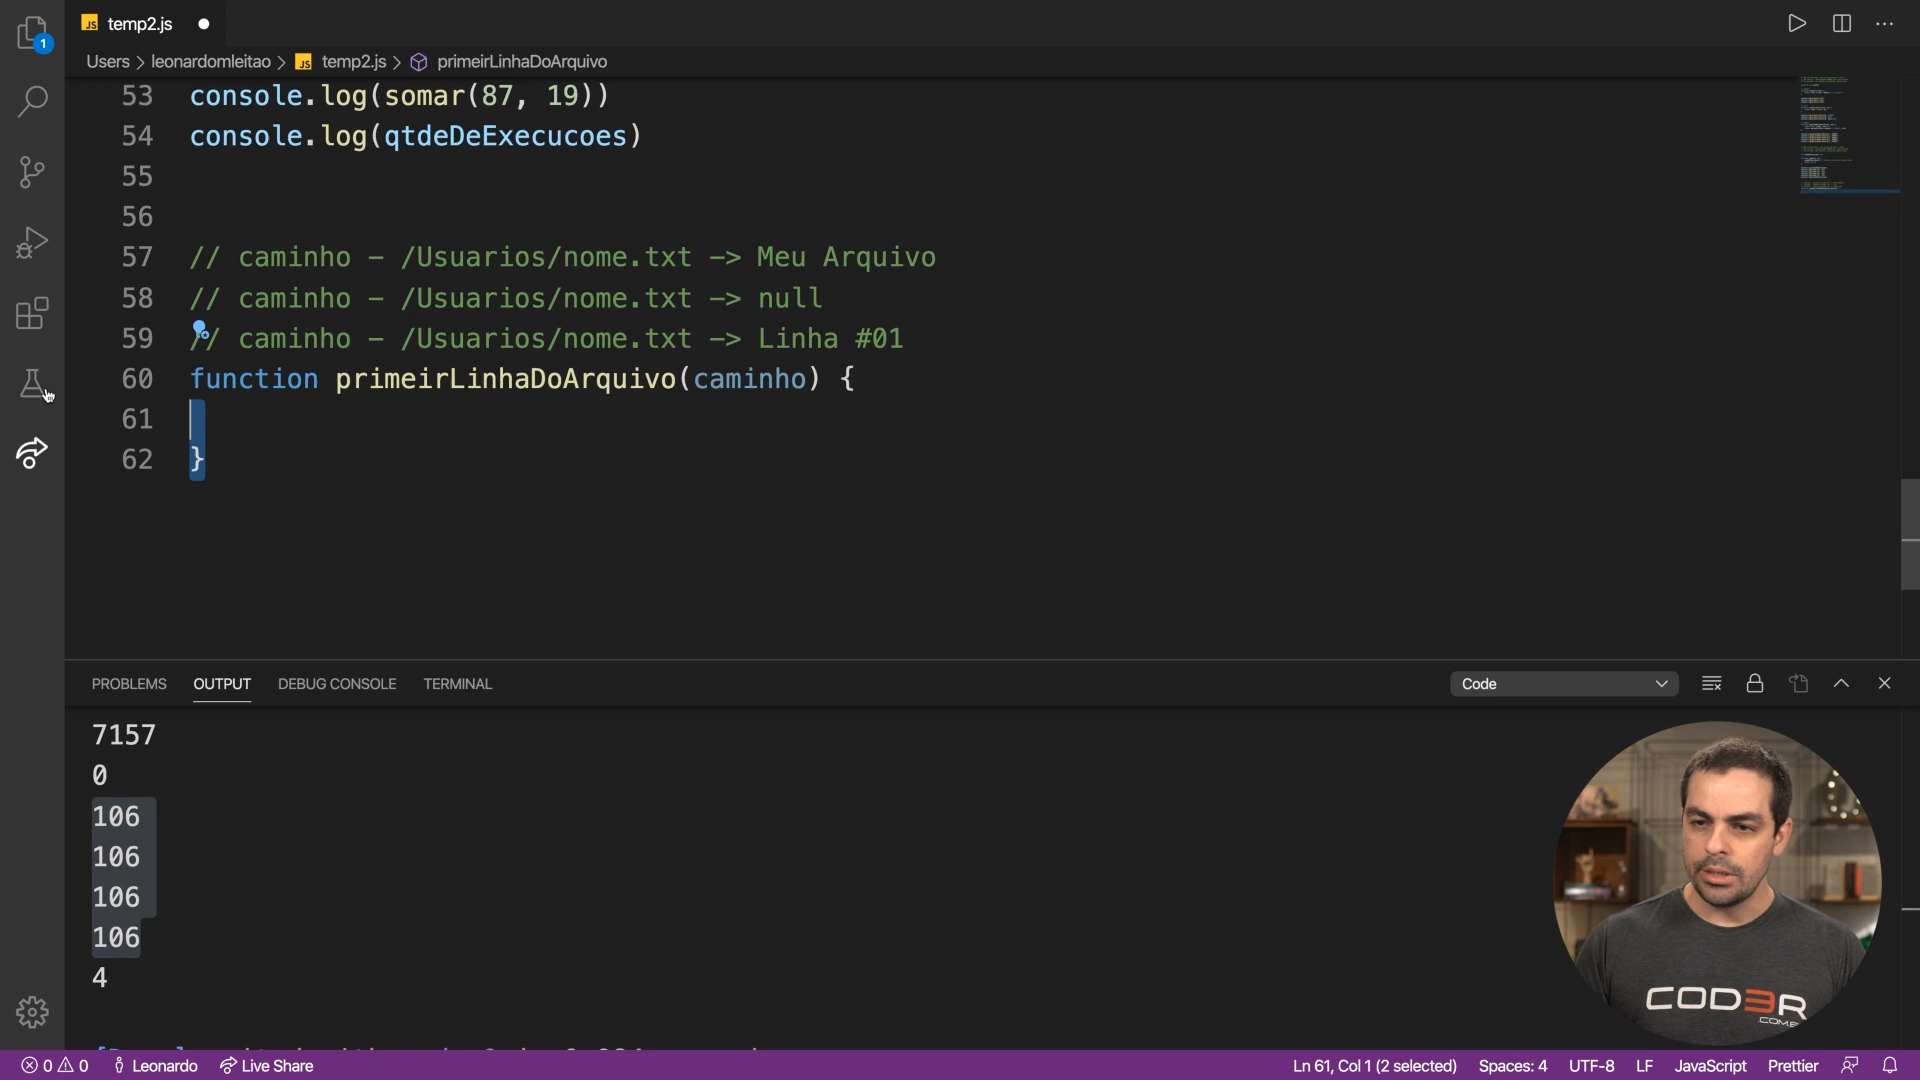 1
JS temp2.js
Users > leonardomleitao > JS temp2.js > primeirLinhaDoArquivo
53 console.log(somar(87, 19))
54 console.log(qtdeDeExecucoes)
55
56
57 // caminho - /Usuarios/nome.txt -> Meu Arquivo
58 // caminho - /Usuarios/nome.txt -> null
59 // caminho - /Usuarios/nome.txt -> Linha #01
60 function primeirLinhaDoArquivo(caminho) {
61
62 }
PROBLEMS OUTPUT DEBUG CONSOLE TERMINAL Code
7157
0
106
106
106
106
4
COD3R
.COM.B
0 0 Leonardo Live Share Ln 61, Col 1 (2 selected) Spaces: 4 UTF-8 LF JavaScript Prettier